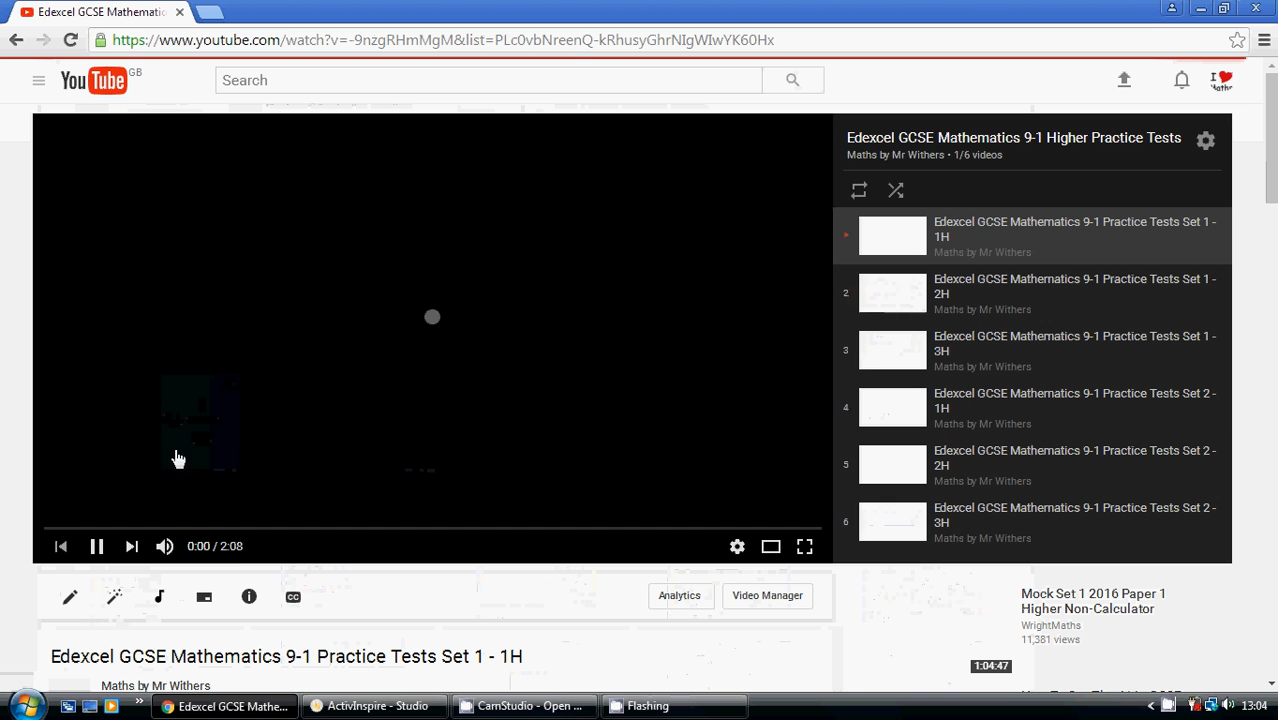 Edexcel GCSE Mathematic
https://www.youtube.com/watch?v=-9nzgRHmMgM&list=PLc0vbNreenQ-kRhusyGhrNIgWIwYK60Hx
YouTube GB
Search
I ♥ Maths
Edexcel GCSE Mathematics 9-1 Higher Practice Tests
Maths by Mr Withers • 1/6 videos
Edexcel GCSE Mathematics 9-1 Practice Tests Set 1 -
1H
Maths by Mr Withers
2
Edexcel GCSE Mathematics 9-1 Practice Tests Set 1 -
2H
Maths by Mr Withers
3
Edexcel GCSE Mathematics 9-1 Practice Tests Set 1 -
3H
Maths by Mr Withers
4
Edexcel GCSE Mathematics 9-1 Practice Tests Set 2 -
1H
Maths by Mr Withers
5
Edexcel GCSE Mathematics 9-1 Practice Tests Set 2 -
2H
Maths by Mr Withers
6
Edexcel GCSE Mathematics 9-1 Practice Tests Set 2 -
3H
Maths by Mr Withers
0:00 / 2:08
CC
Analytics
Video Manager
Edexcel GCSE Mathematics 9-1 Practice Tests Set 1 - 1H
Maths by Mr Withers
Mock Set 1 2016 Paper 1
Higher Non-Calculator
WrightMaths
11,381 views
1:04:47
Edexcel GCSE Mathe...
ActivInspire - Studio
CamStudio - Open ...
Flashing
13:04